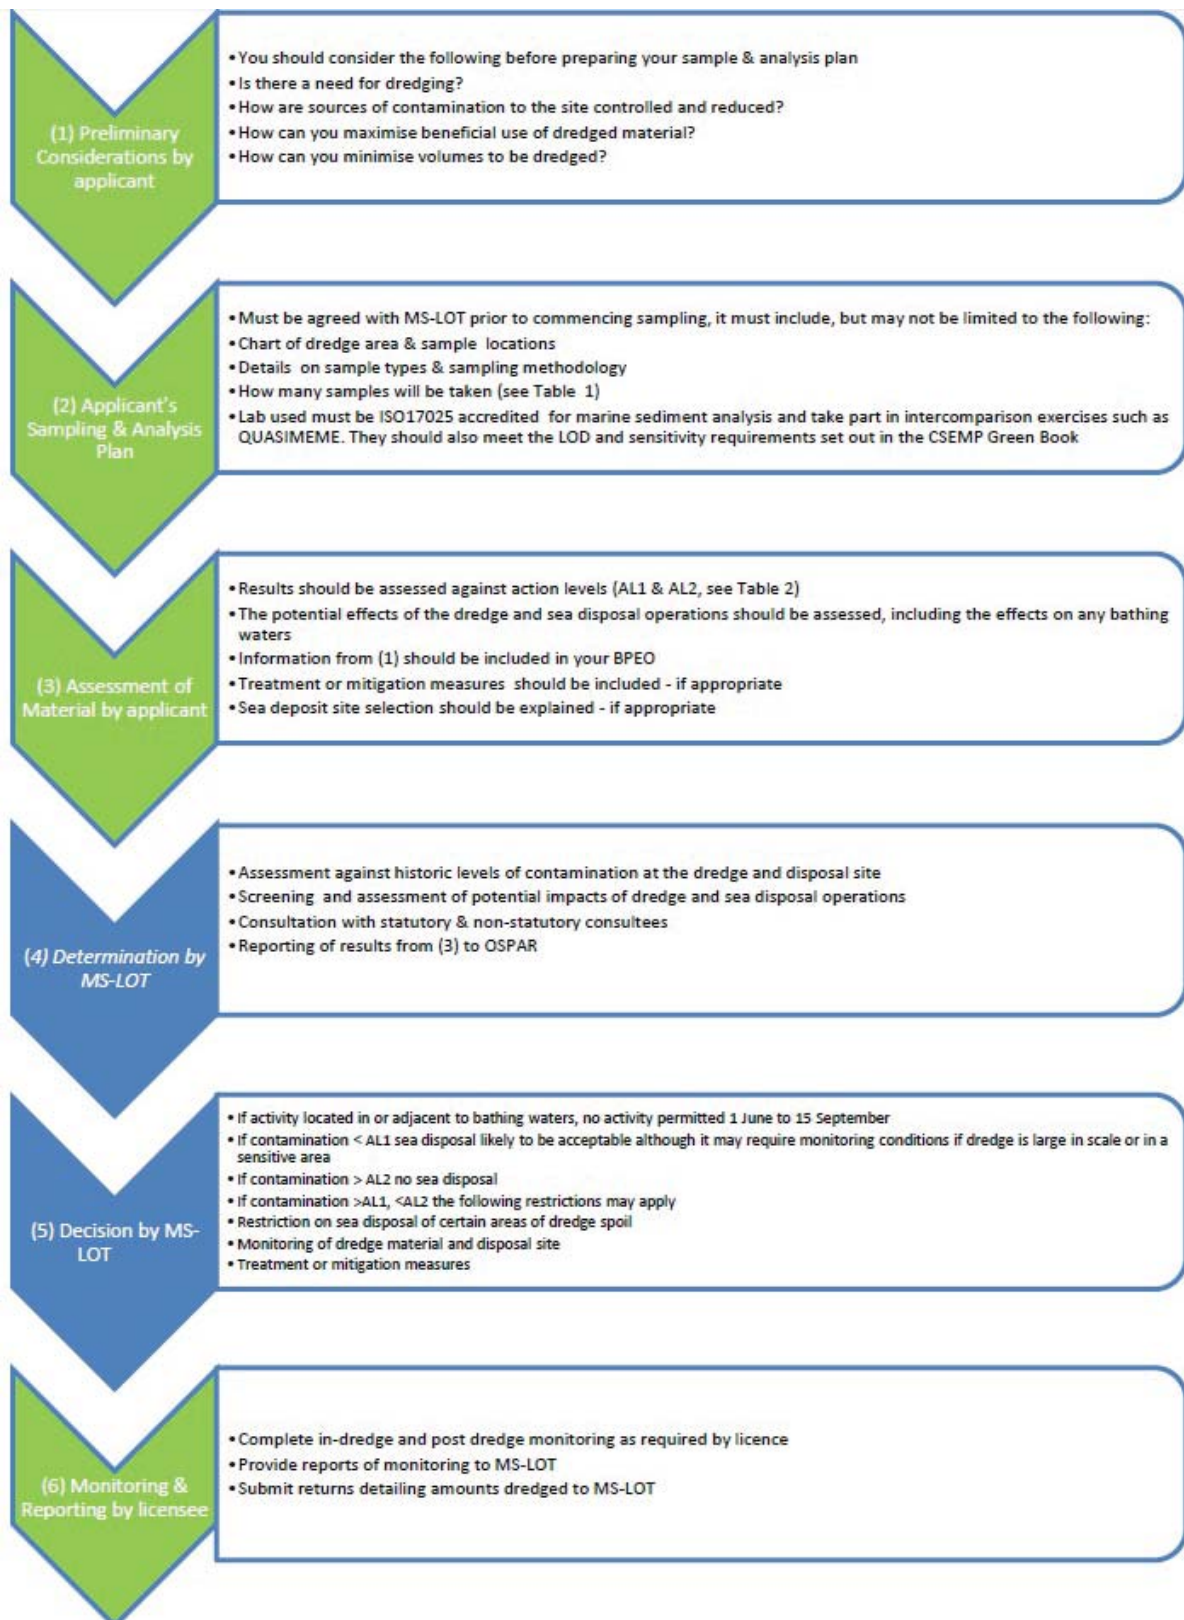 (1) Preliminary
Considerations by
applicant
•You should consider the following before preparing your sample & analysis plan
•Is there a need for dredging?
•How are sources of contamination to the site controlled and reduced?
•How can you maximise beneficial use of dredged material?
•How can you minimise volumes to be dredged?
(2) Applicant's
Sampling & Analysis
Plan
•Must be agreed with MS-LOT prior to commencing sampling, it must include, but may not be limited to the following:
•Chart of dredge area & sample locations
•Details on sample types & sampling methodology
•How many samples will be taken (see Table 1)
•Lab used must be ISO17025 accredited for marine sediment analysis and take part in intercomparison exercises such as
QUASIMEME. They should also meet the LOD and sensitivity requirements set out in the CSEMP Green Book
(3) Assessment of
Material by applicant
•Results should be assessed against action levels (AL1 & AL2, see Table 2)
•The potential effects of the dredge and sea disposal operations should be assessed, including the effects on any bathing
waters
•Information from (1) should be included in your BPEO
•Treatment or mitigation measures should be included - if appropriate
•Sea deposit site selection should be explained - if appropriate
(4) Determination by
MS-LOT
•Assessment against historic levels of contamination at the dredge and disposal site
•Screening and assessment of potential impacts of dredge and sea disposal operations
•Consultation with statutory & non-statutory consultees
•Reporting of results from (3) to OSPAR
(5) Decision by MS-
LOT
•If activity located in or adjacent to bathing waters, no activity permitted 1 June to 15 September
•If contamination < AL1 sea disposal likely to be acceptable although it may require monitoring conditions if dredge is large in scale or in a
sensitive area
•If contamination > AL2 no sea disposal
•If contamination >AL1, <AL2 the following restrictions may apply
•Restriction on sea disposal of certain areas of dredge spoil
•Monitoring of dredge material and disposal site
•Treatment or mitigation measures
(6) Monitoring &
Reporting by licensee
•Complete in-dredge and post dredge monitoring as required by licence
•Provide reports of monitoring to MS-LOT
•Submit returns detailing amounts dredged to MS-LOT